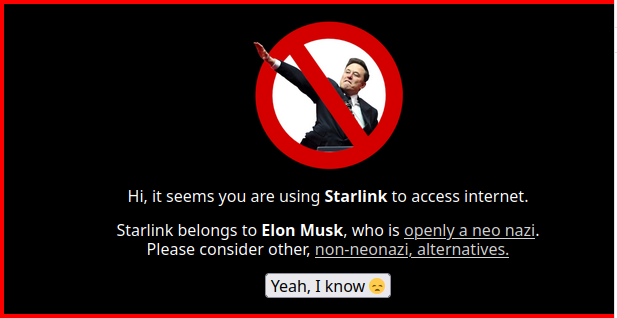 Hi, it seems you are using Starlink to access internet.
Starlink belongs to Elon Musk, who is openly a neo nazi.
Please consider other, non-neonazi, alternatives.
Yeah, I know 😞